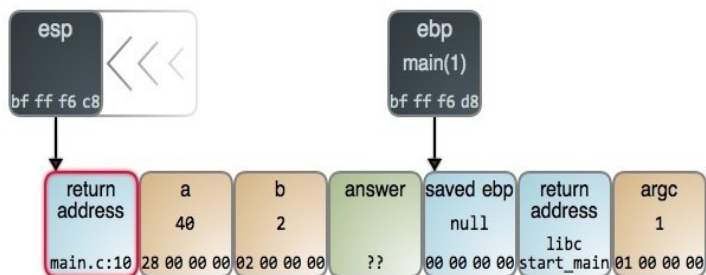 esp
bf ff f6 c8
ebp
main(1)
bf ff f6 d8
return
address
main.c:10
a
40
28 00 00 00
b
2
02 00 00 00
answer
??
saved ebp
null
00 00 00 00
return
address
libc
start_main
argc
1
01 00 00 00